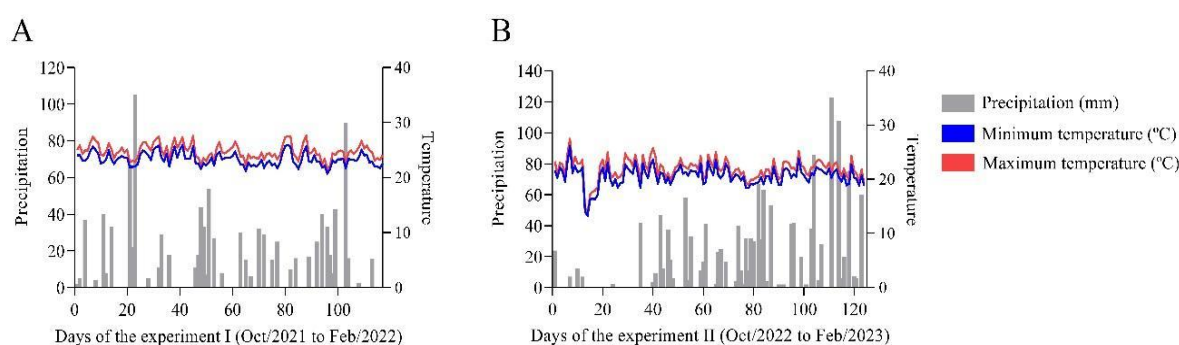 A
120
100
80
60
40
20
0
Precipitation
40
30
20
10
0
Temperature
0 20 40 60 80 100
Days of the experiment I (Oct/2021 to Feb/2022)
B
140
120
100
80
60
40
20
0
Precipitation
40
30
20
10
0
Temperature
0 20 40 60 80 100 120
Days of the experiment II (Oct/2022 to Feb/2023)
Precipitation (mm)
Minimum temperature (ºC)
Maximum temperature (ºC)